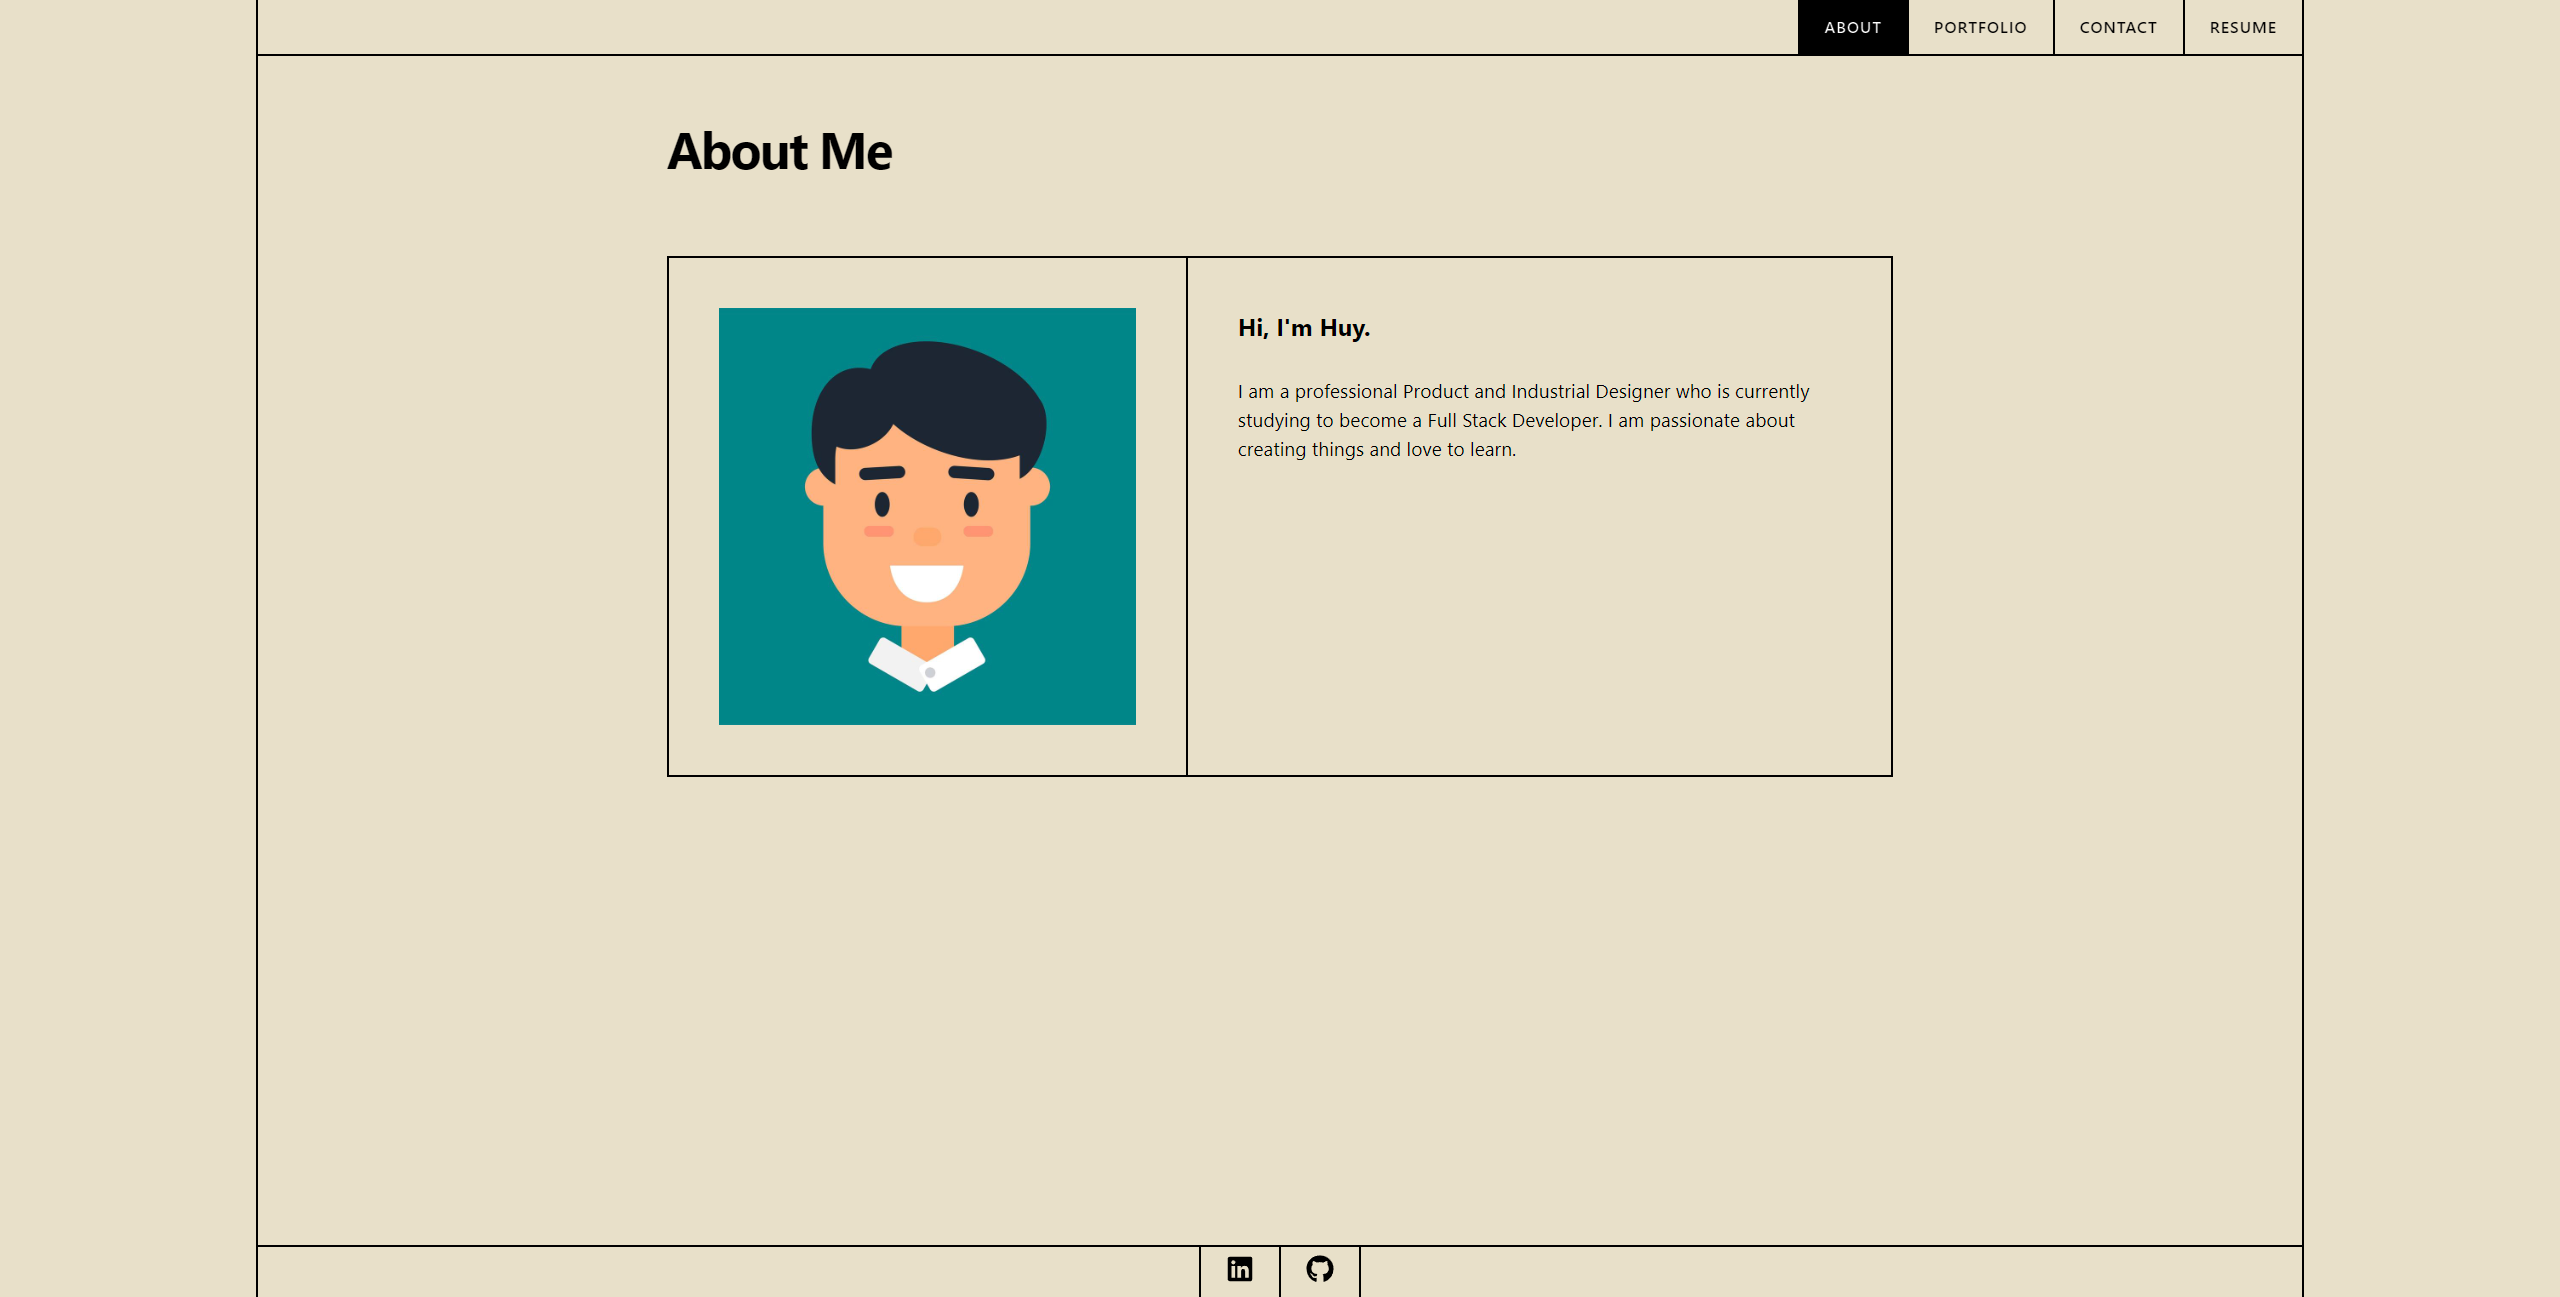 ABOUT PORTFOLIO CONTACT RESUME
About Me
Hi, I'm Huy.
I am a professional Product and Industrial Designer who is currently
studying to become a Full Stack Developer. I am passionate about
creating things and love to learn.
in